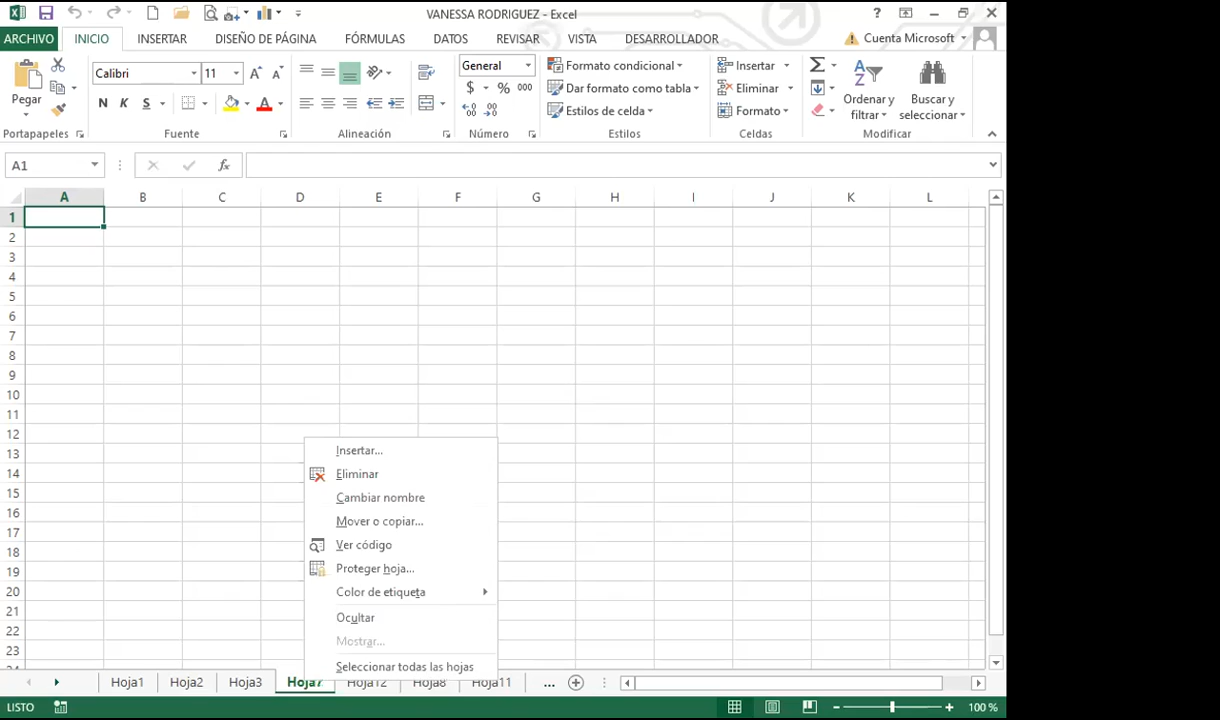 VANESSA RODRIGUEZ - Excel
?
ARCHIVO INICIO INSERTAR DISEÑO DE PÁGINA FÓRMULAS DATOS REVISAR VISTA DESARROLLADOR Cuenta Microsoft
Calibri 11 General Formato condicional Insertar Σ
Pegar N K S A $ % 000 Dar formato como tabla Eliminar Ordenar y filtrar Buscar y seleccionar
Estilos de celda Formato
Portapapeles Fuente Alineación Número Estilos Celdas Modificar
A1 fx
A B C D E F G H I J K L
1
2
3
4
5
6
7
8
9
10
11
12
13
14
15
16
17
18
19
20
21
22
23
24
Insertar...
Eliminar
Cambiar nombre
Mover o copiar...
Ver código
Proteger hoja...
Color de etiqueta
Ocultar
Mostrar...
Seleccionar todas las hojas
Hoja1 Hoja2 Hoja3 Hoja7 Hoja12 Hoja8 Hoja11 ...
LISTO 100 %